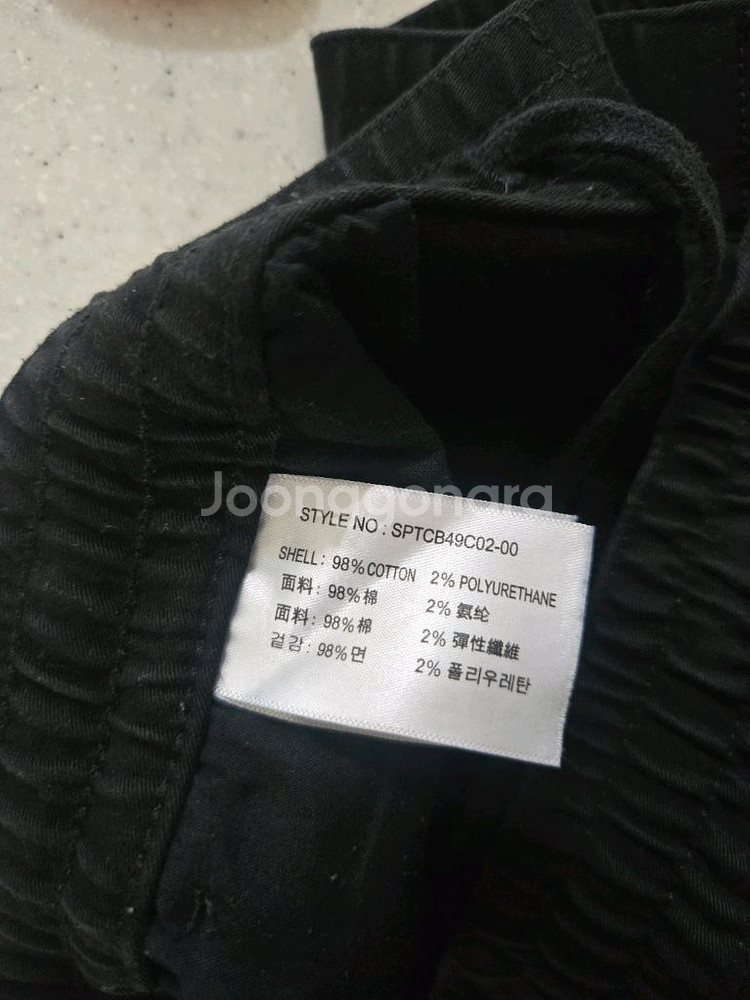 Joonggonara
STYLE NO : SPTCB49C02-00
SHELL: 98% COTTON 2% POLYURETHANE
面料: 98% 棉 2% 氨纶
面料: 98% 棉 2% 彈性纖維
겉감: 98% 면 2% 폴리우레탄